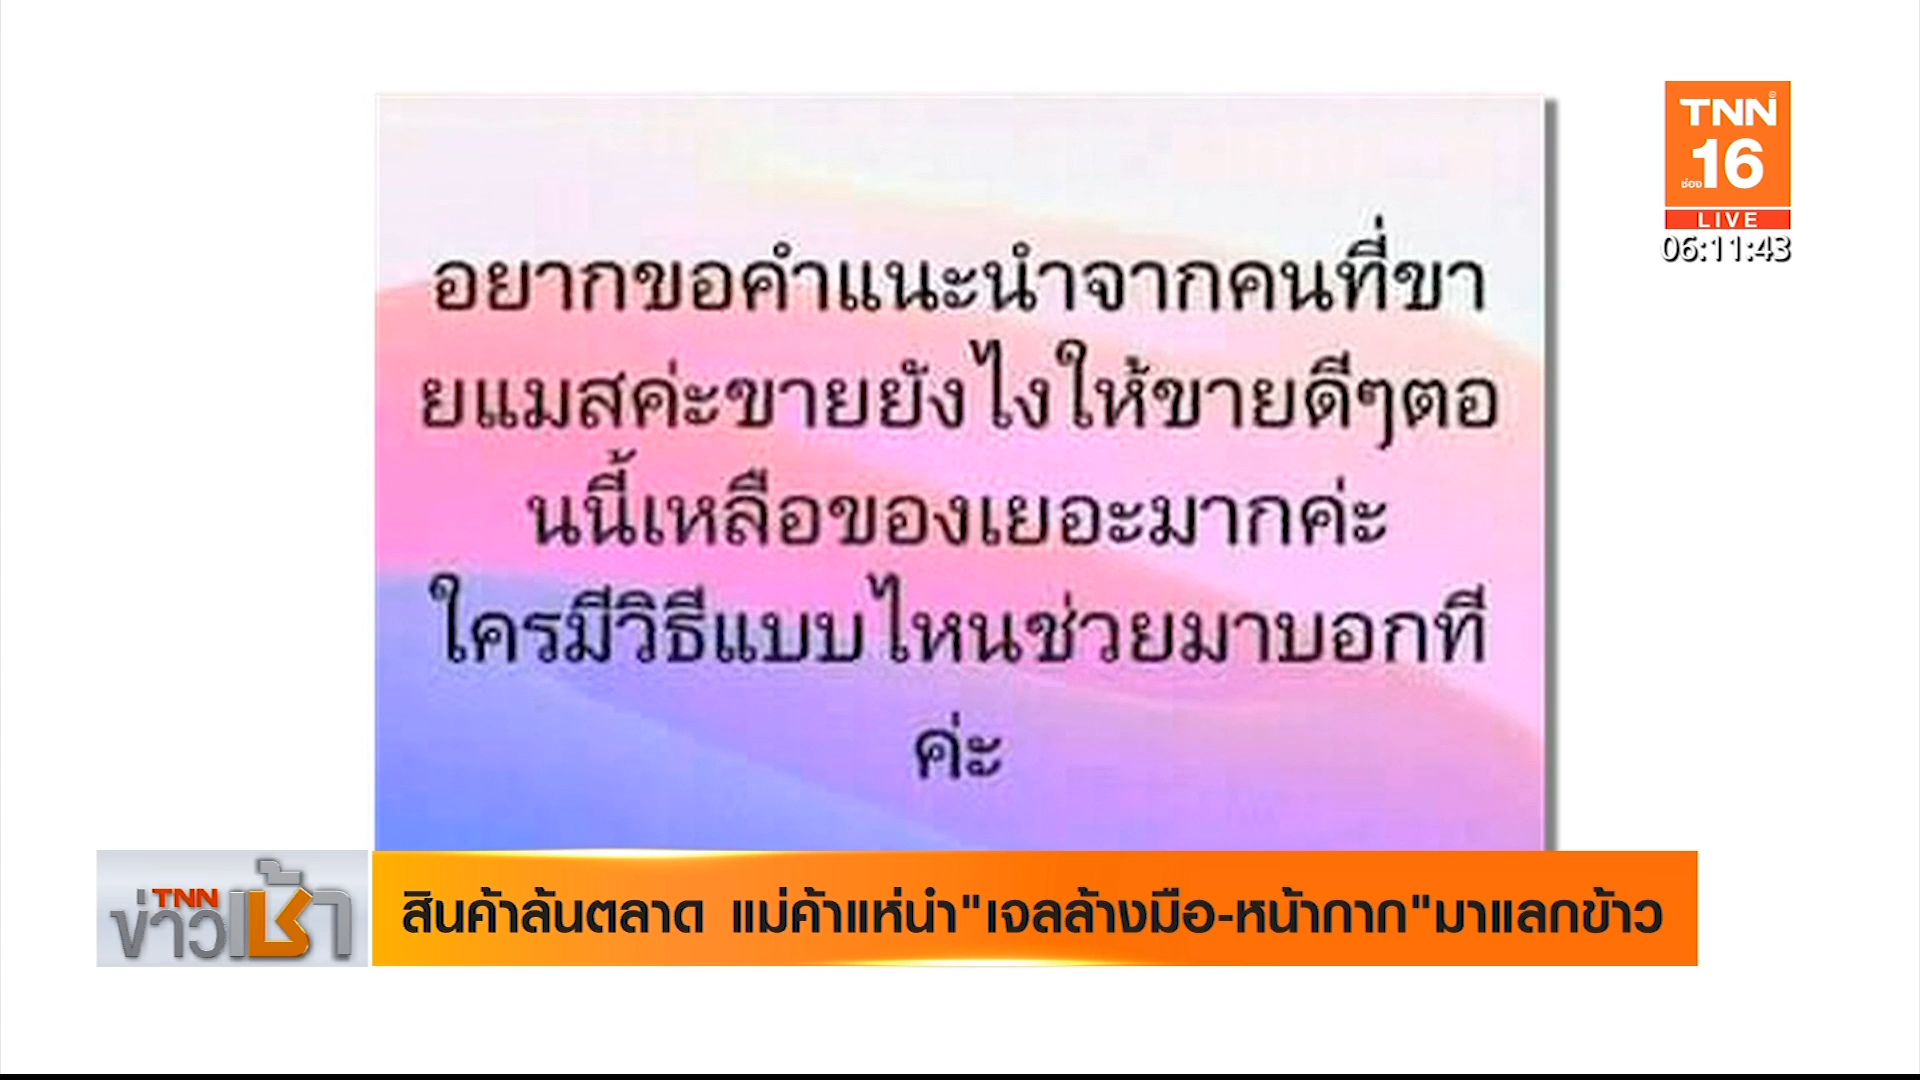 TNN
ช่อง16
LIVE
06:11:43
อยากขอคำแนะนำจากคนที่ขา
ยแมสค่ะขายยังไงให้ขายดีๆตอ
นนี้เหลือของเยอะมากค่ะ
ใครมีวิธีแบบไหนช่วยมาบอกที
ค่ะ
TNN
ข่าวเช้า
สินค้าล้นตลาด แม่ค้าแห่นำ"เจลล้างมือ-หน้ากาก"มาแลกข้าว